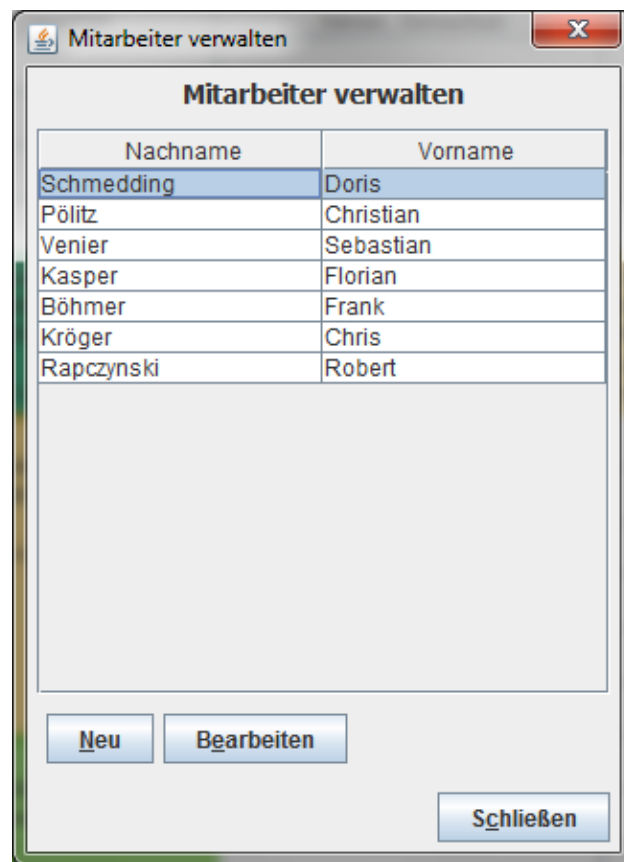 Mitarbeiter verwalten
Mitarbeiter verwalten
Nachname Vorname
Schmedding Doris
Pölitz Christian
Venier Sebastian
Kasper Florian
Böhmer Frank
Kröger Chris
Rapczynski Robert
Neu Bearbeiten
Schließen